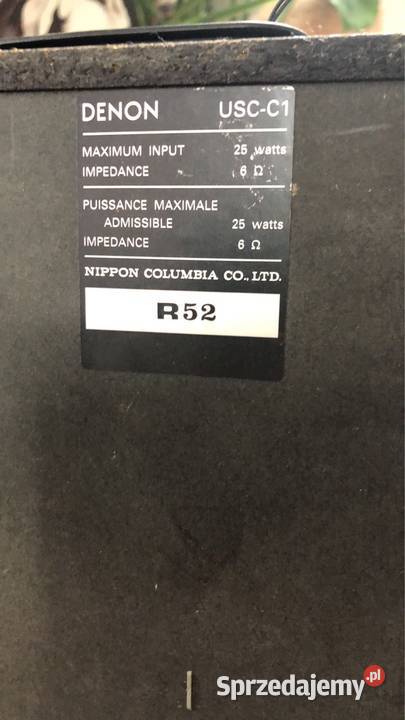 DENON USC-C1
MAXIMUM INPUT 25 watts
IMPEDANCE 6 Ω
PUISSANCE MAXIMALE
ADMISSIBLE 25 watts
IMPEDANCE 6 Ω
NIPPON COLUMBIA CO., LTD.
R52
Sprzedajemy.pl